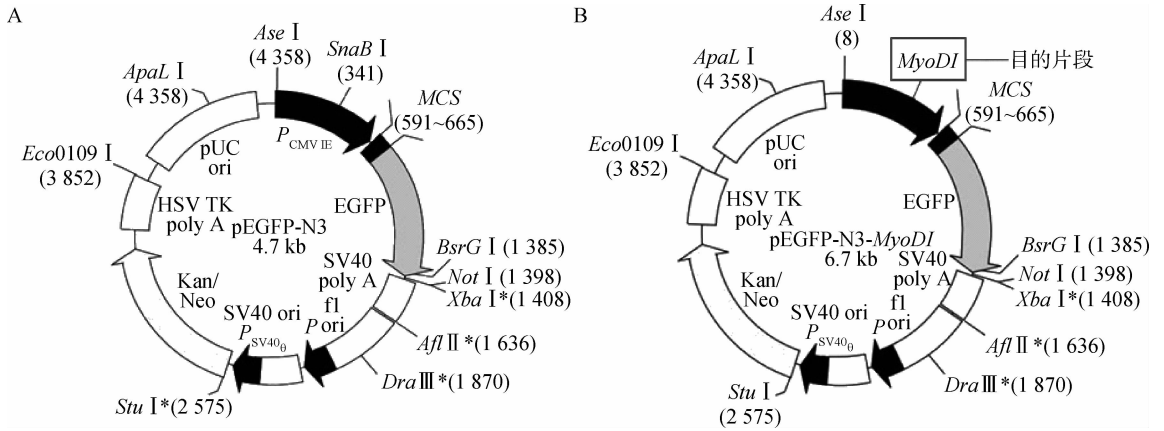 A
Ase Ⅰ
(4 358)
SnaB Ⅰ
(341)
ApaL Ⅰ
(4 358)
MCS
(591~665)
P CMV IE
pUC
ori
Eco0109 Ⅰ
(3 852)
HSV TK
poly A
pEGFP-N3
4.7 kb
EGFP
BsrG Ⅰ (1 385)
Not Ⅰ (1 398)
Xba Ⅰ*(1 408)
SV40
poly A
f1
ori
P
Kan/
Neo
SV40 ori
P SV40θ
Afl Ⅱ *(1 636)
Dra Ⅲ *(1 870)
Stu Ⅰ*(2 575)
B
Ase Ⅰ
(8)
MyoDI
目的片段
ApaL Ⅰ
(4 358)
MCS
(591~665)
pUC
ori
Eco0109 Ⅰ
(3 852)
HSV TK
poly A
pEGFP-N3-MyoDI
6.7 kb
EGFP
BsrG Ⅰ (1 385)
Not Ⅰ (1 398)
Xba Ⅰ*(1 408)
SV40
poly A
f1
ori
P
Kan/
Neo
SV40 ori
P SV40θ
Afl Ⅱ *(1 636)
Dra Ⅲ *(1 870)
Stu Ⅰ
(2 575)